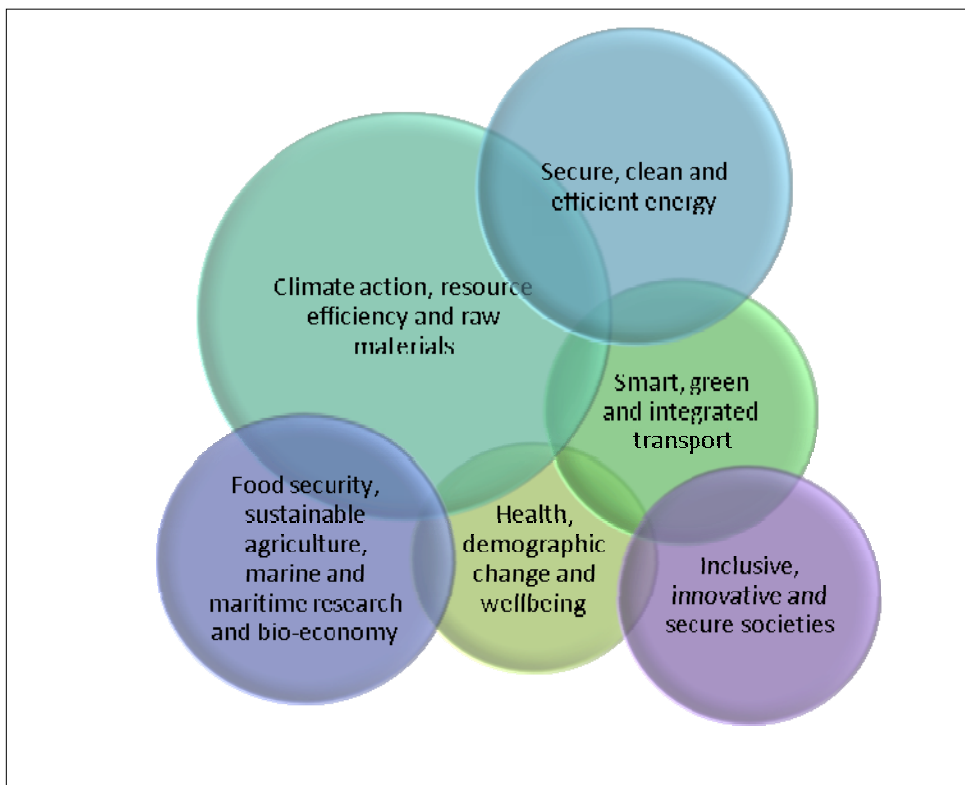 Secure, clean and
efficient energy
Climate action, resource
efficiency and raw
materials
Smart, green
and integrated
transport
Food security,
sustainable
agriculture,
marine and
maritime research
and bio-economy
Health,
demographic
change and
wellbeing
Inclusive,
innovative and
secure societies